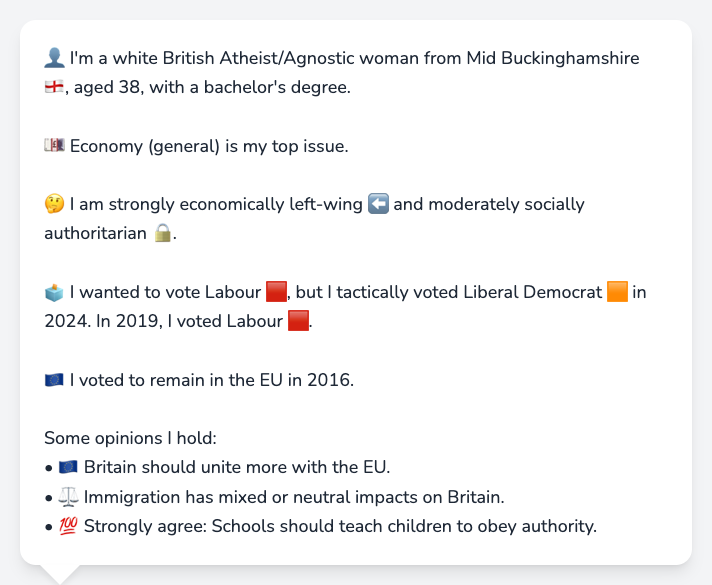 👤 I'm a white British Atheist/Agnostic woman from Mid Buckinghamshire
🏴󠁧󠁢󠁥󠁮󠁧󠁿, aged 38, with a bachelor's degree.
💷 Economy (general) is my top issue.
🤔 I am strongly economically left-wing ⬅️ and moderately socially
authoritarian 🔒.
🗳️ I wanted to vote Labour 🟥, but I tactically voted Liberal Democrat 🟧 in
2024. In 2019, I voted Labour 🟥.
🇪🇺 I voted to remain in the EU in 2016.
Some opinions I hold:
• 🇪🇺 Britain should unite more with the EU.
• ⚖️ Immigration has mixed or neutral impacts on Britain.
• 💯 Strongly agree: Schools should teach children to obey authority.